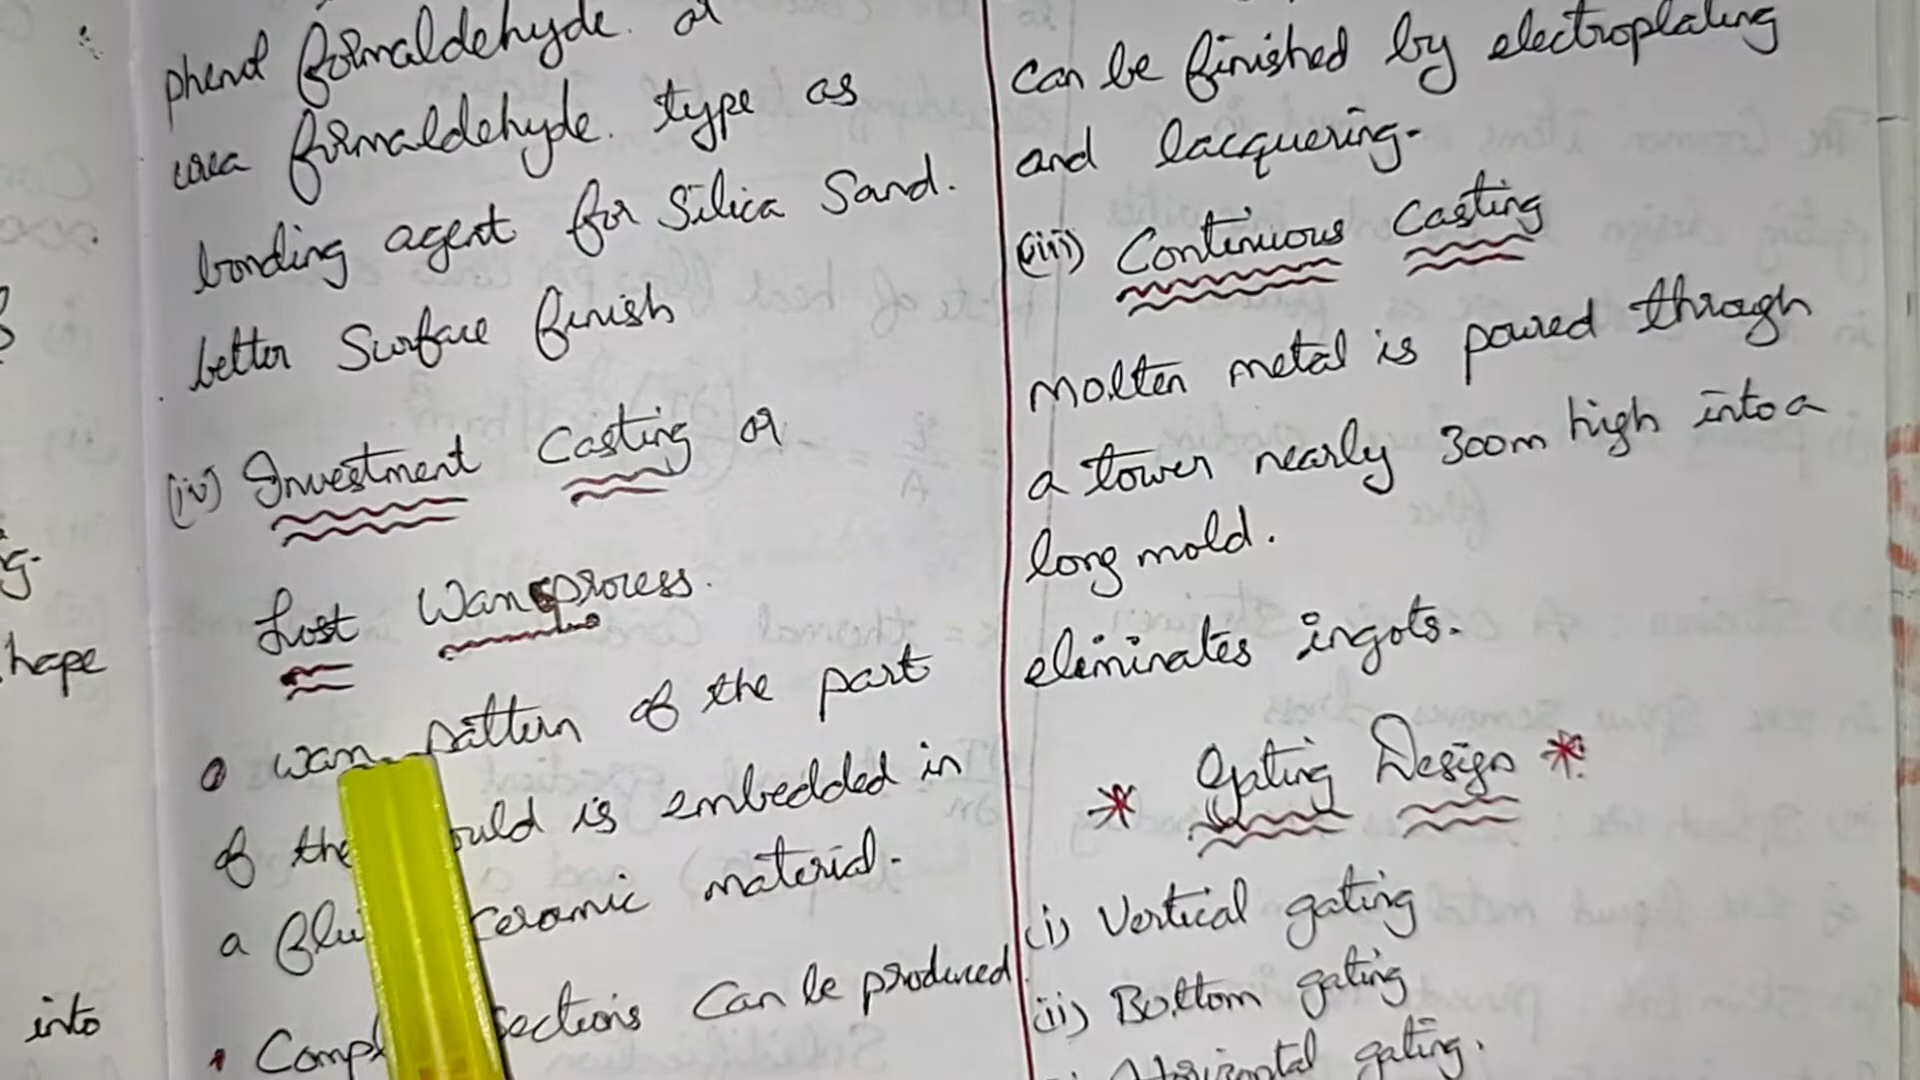 phenol formaldehyde or
urea formaldehyde type as
bonding agent for Silica Sand.
better Surface finish
(iv) Investment Casting or
Lost Wax process.
wax pattern of the part
of the mould is embedded in
a ceramic material.
sections Can be produced
can be finished by electroplating
and lacquering.
Continuous Casting
Molten metal is poured through
a tower nearly 300m high into a
long mold.
eliminates ingots.
* Gating Design *
(i) Vertical gating
(ii) Bottom gating
Horizontal gating.
hape
into